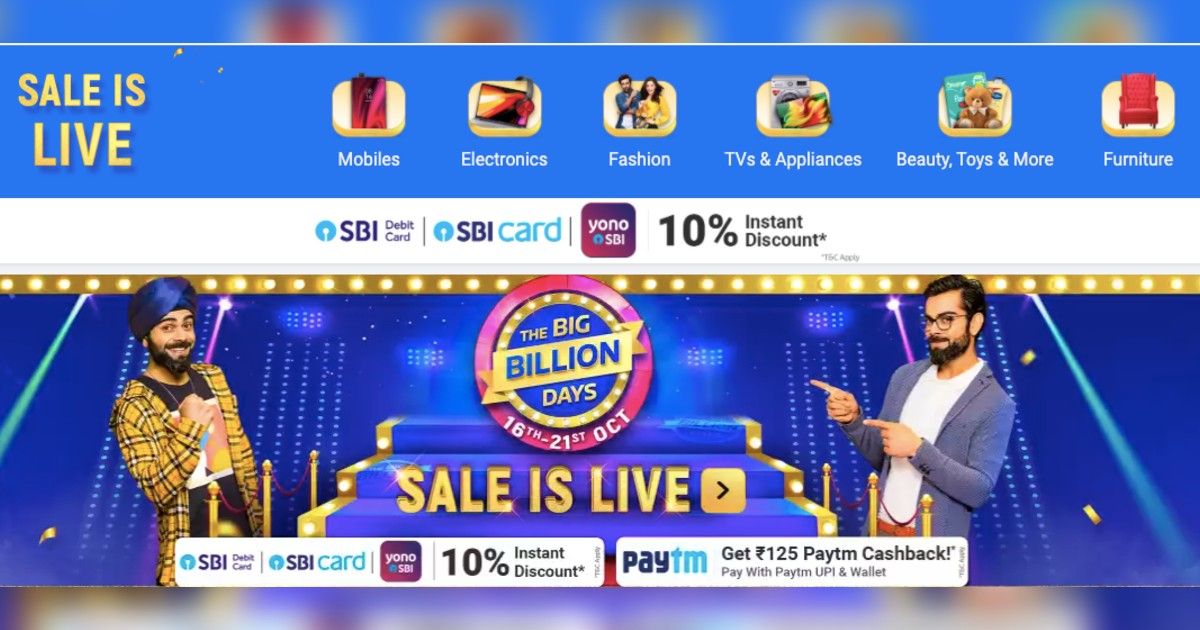 SALE IS
LIVE
Mobiles
Electronics
Fashion
TVs & Appliances
Beauty, Toys & More
Furniture
SBI Debit Card
SBI card
yono SBI
10% Instant Discount*
*T&C Apply
THE BIG
BILLION
DAYS
16TH-21ST OCT
SALE IS LIVE
SBI Debit Card
SBI card
yono SBI
10% Instant Discount*
*T&C Apply
paytm
Get ₹125 Paytm Cashback!*
Pay With Paytm UPI & Wallet
*T&C Apply